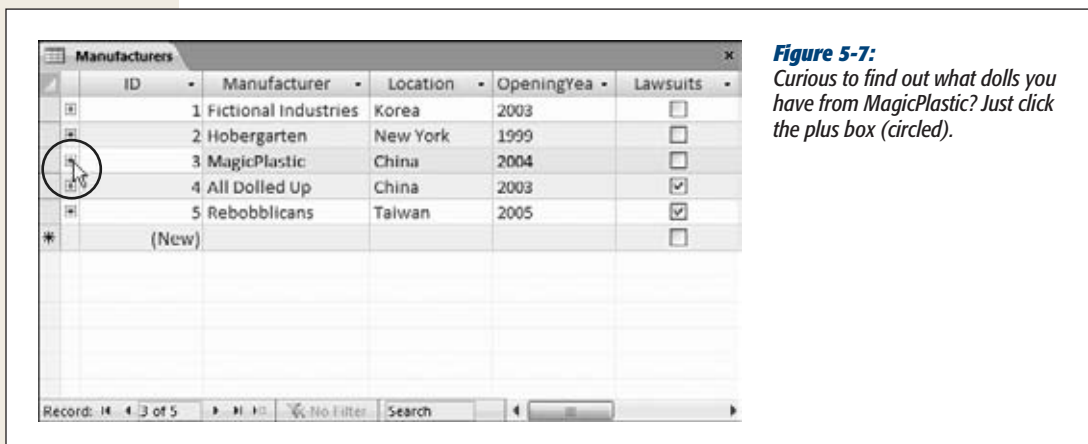 Manufacturers
ID Manufacturer Location OpeningYea Lawsuits
1 Fictional Industries Korea 2003
2 Hobergarten New York 1999
3 MagicPlastic China 2004
4 All Dolled Up China 2003
5 Rebobblicans Taiwan 2005
(New)
Record: 3 of 5 No Filter Search
Figure 5-7:
Curious to find out what dolls you
have from MagicPlastic? Just click
the plus box (circled).